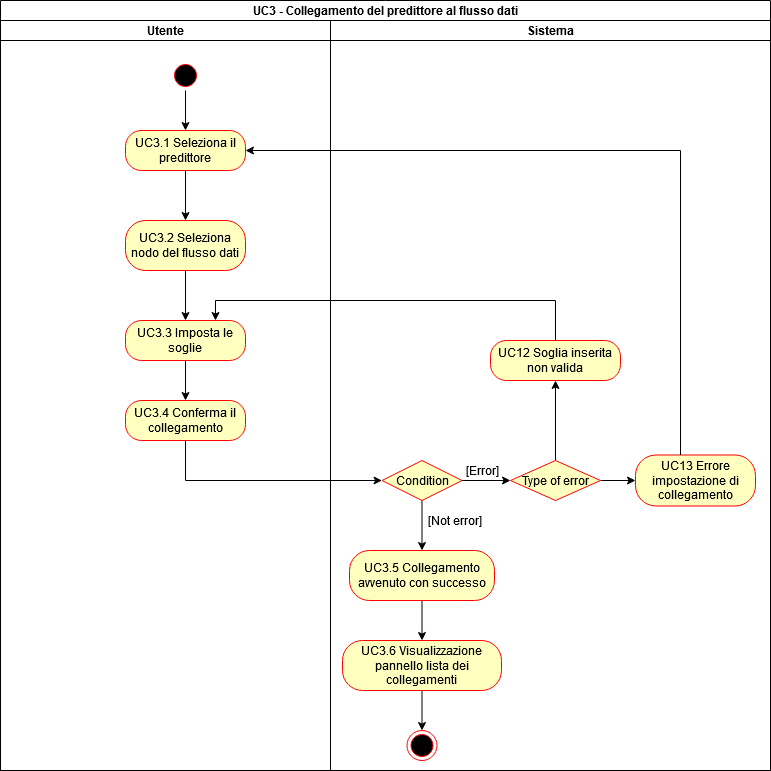 UC3 - Collegamento del predittore al flusso dati
Utente
Sistema
UC3.1 Seleziona il
predittore
UC3.2 Seleziona
nodo del flusso dati
UC3.3 Imposta le
soglie
UC12 Soglia inserita
non valida
UC3.4 Conferma il
collegamento
Condition
[Error]
Type of error
UC13 Errore
impostazione di
collegamento
[Not error]
UC3.5 Collegamento
avvenuto con successo
UC3.6 Visualizzazione
pannello lista dei
collegamenti